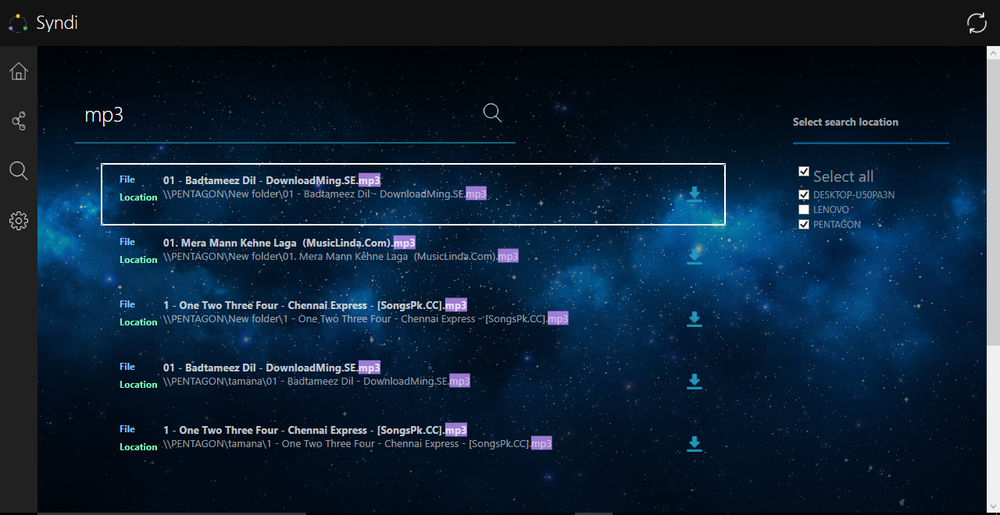 Syndi
mp3
Select search location
Select all
DESKTOP-U50PA3N
LENOVO
PENTAGON
File 01 - Badtameez Dil - DownloadMing.SE.mp3
Location \\PENTAGON\New folder\01 - Badtameez Dil - DownloadMing.SE.mp3
File 01. Mera Mann Kehne Laga  (MusicLinda.Com).mp3
Location \\PENTAGON\New folder\01. Mera Mann Kehne Laga  (MusicLinda.Com).mp3
File 1 - One Two Three Four - Chennai Express - [SongsPk.CC].mp3
Location \\PENTAGON\New folder\1 - One Two Three Four - Chennai Express - [SongsPk.CC].mp3
File 01 - Badtameez Dil - DownloadMing.SE.mp3
Location \\PENTAGON\tamana\01 - Badtameez Dil - DownloadMing.SE.mp3
File 1 - One Two Three Four - Chennai Express - [SongsPk.CC].mp3
Location \\PENTAGON\tamana\1 - One Two Three Four - Chennai Express - [SongsPk.CC].mp3